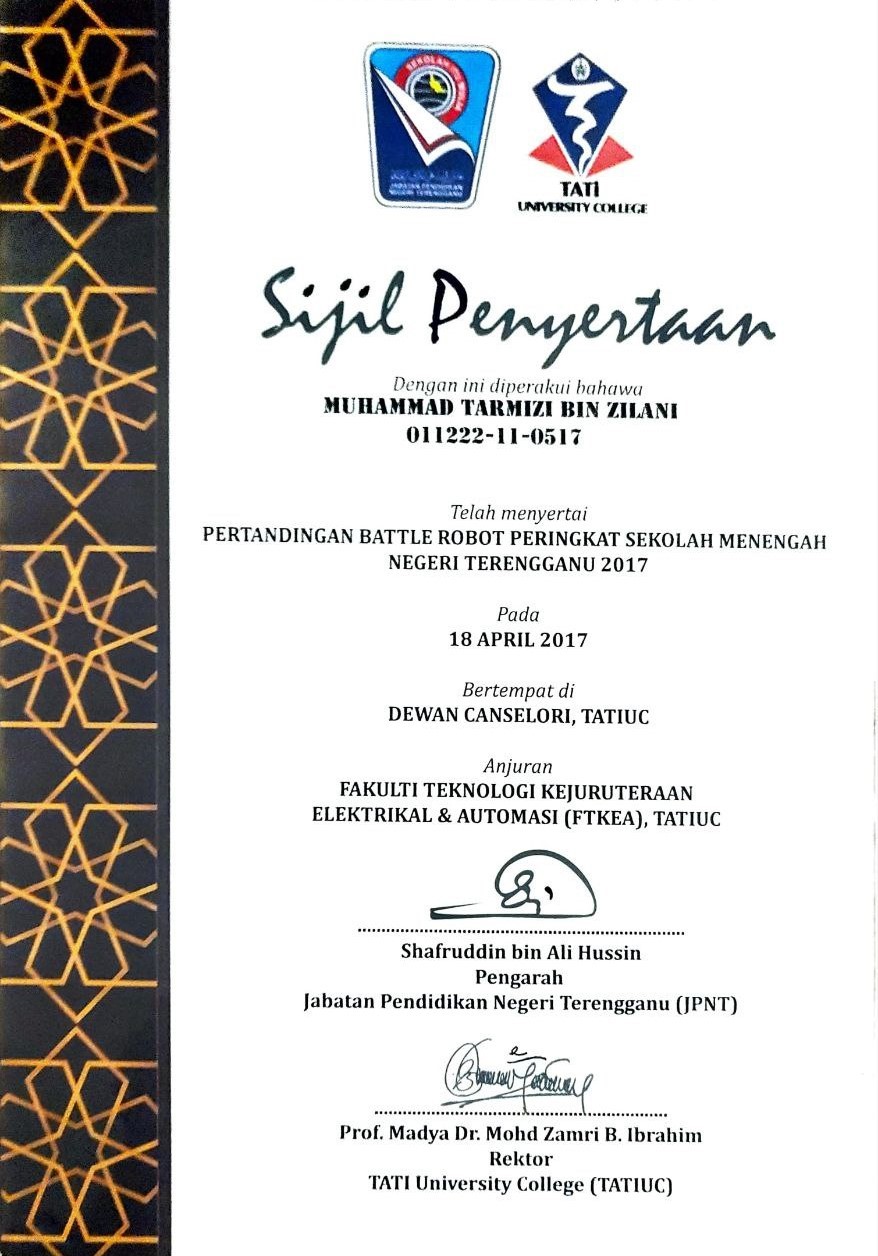 SEKOLAH
JABATAN PENDIDIKAN
NEGERI TERENGGANU
TATI
UNIVERSITY COLLEGE
Sijil Penyertaan
Dengan ini diperakui bahawa
MUHAMMAD TARMIZI BIN ZILANI
011222-11-0517
Telah menyertai
PERTANDINGAN BATTLE ROBOT PERINGKAT SEKOLAH MENENGAH
NEGERI TERENGGANU 2017
Pada
18 APRIL 2017
Bertempat di
DEWAN CANSELORI, TATIUC
Anjuran
FAKULTI TEKNOLOGI KEJURUTERAAN
ELEKTRIKAL & AUTOMASI (FTKEA), TATIUC
Shafruddin bin Ali Hussin
Pengarah
Jabatan Pendidikan Negeri Terengganu (JPNT)
Prof. Madya Dr. Mohd Zamri B. Ibrahim
Rektor
TATI University College (TATIUC)